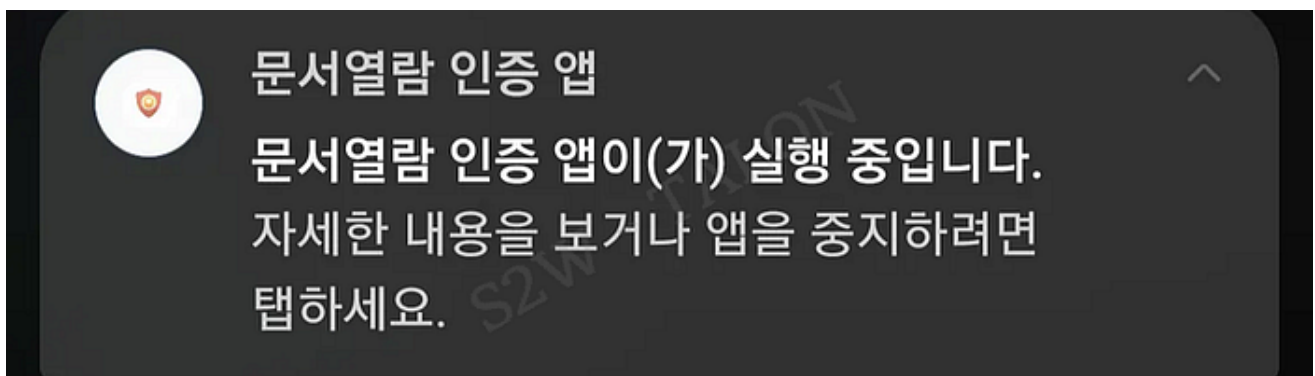 문서열람 인증 앱
문서열람 인증 앱이(가) 실행 중입니다.
자세한 내용을 보거나 앱을 중지하려면
탭하세요.
S2W TALON